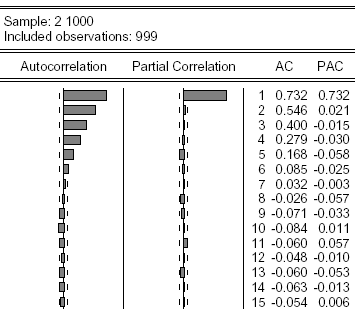 Sample: 2 1000
Included observations: 999
Autocorrelation Partial Correlation AC PAC
1 0.732 0.732
2 0.546 0.021
3 0.400 -0.015
4 0.279 -0.030
5 0.168 -0.058
6 0.085 -0.025
7 0.032 -0.003
8 -0.026 -0.057
9 -0.071 -0.033
10 -0.084 0.011
11 -0.060 0.057
12 -0.048 -0.010
13 -0.060 -0.053
14 -0.063 -0.013
15 -0.054 0.006